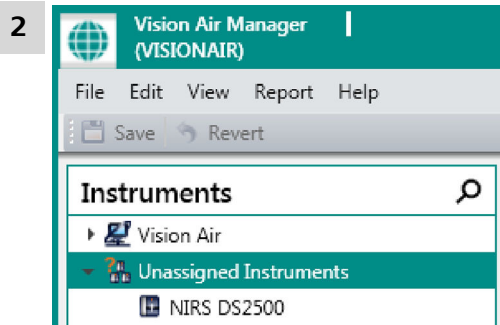 2
Vision Air Manager
(VISIONAIR)
File Edit View Report Help
Save Revert
Instruments
Vision Air
Unassigned Instruments
NIRS DS2500